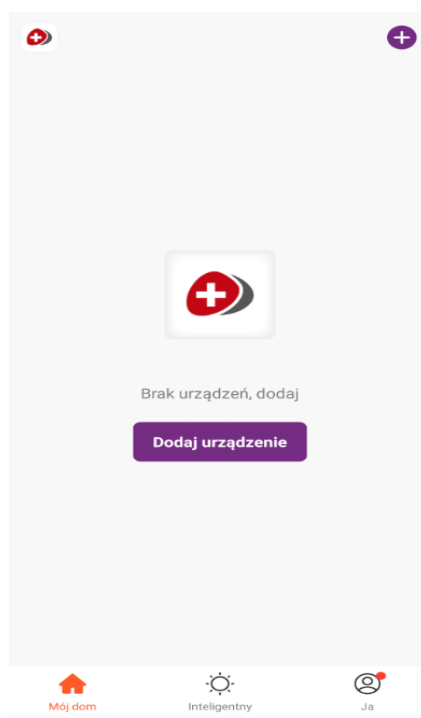 Brak urządzeń, dodaj
Dodaj urządzenie
Mój dom
Inteligentny
Ja